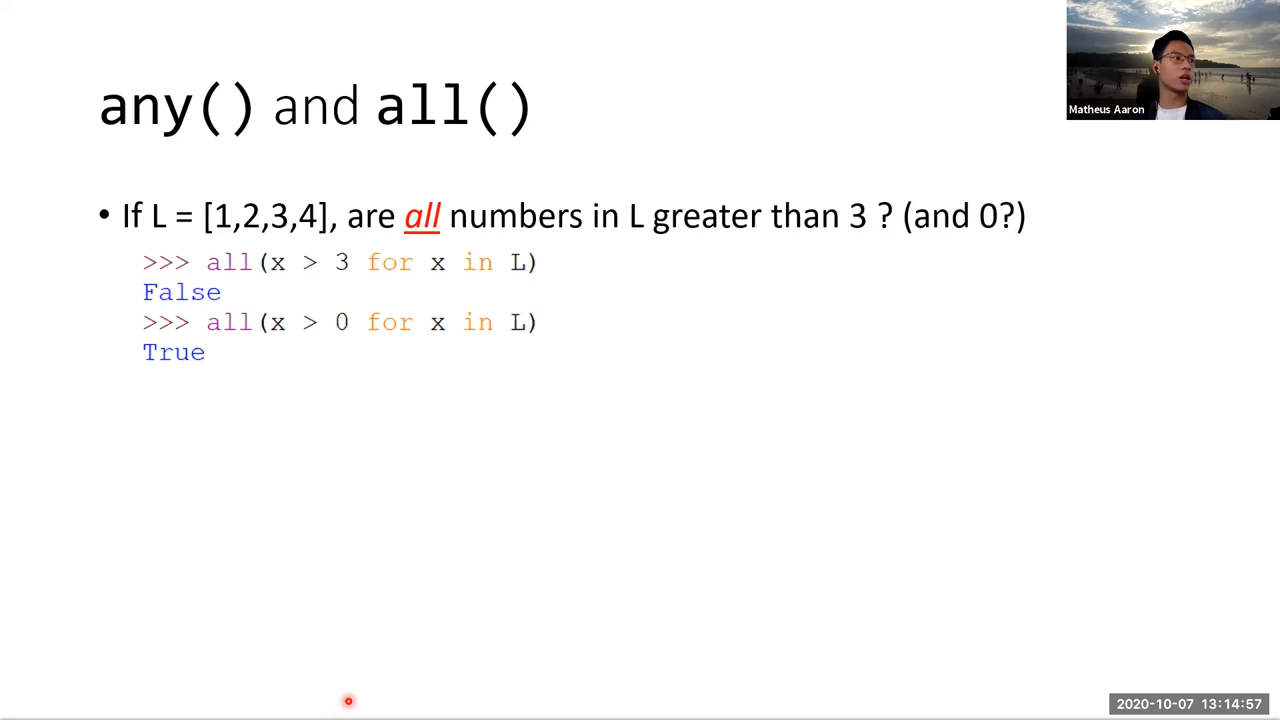 any() and all()
• If L = [1,2,3,4], are all numbers in L greater than 3 ? (and 0?)
>>> all(x > 3 for x in L)
False
>>> all(x > 0 for x in L)
True
Matheus Aaron
2020-10-07 13:14:57